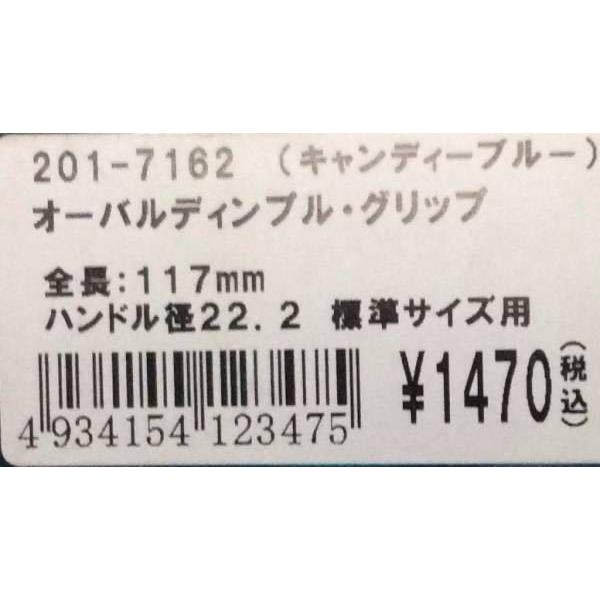 201-7162 (キャンディーブルー)
オーバルディンプル・グリップ
全長:117mm
ハンドル径22.2 標準サイズ用
¥1470(税込)
4 934154 123475